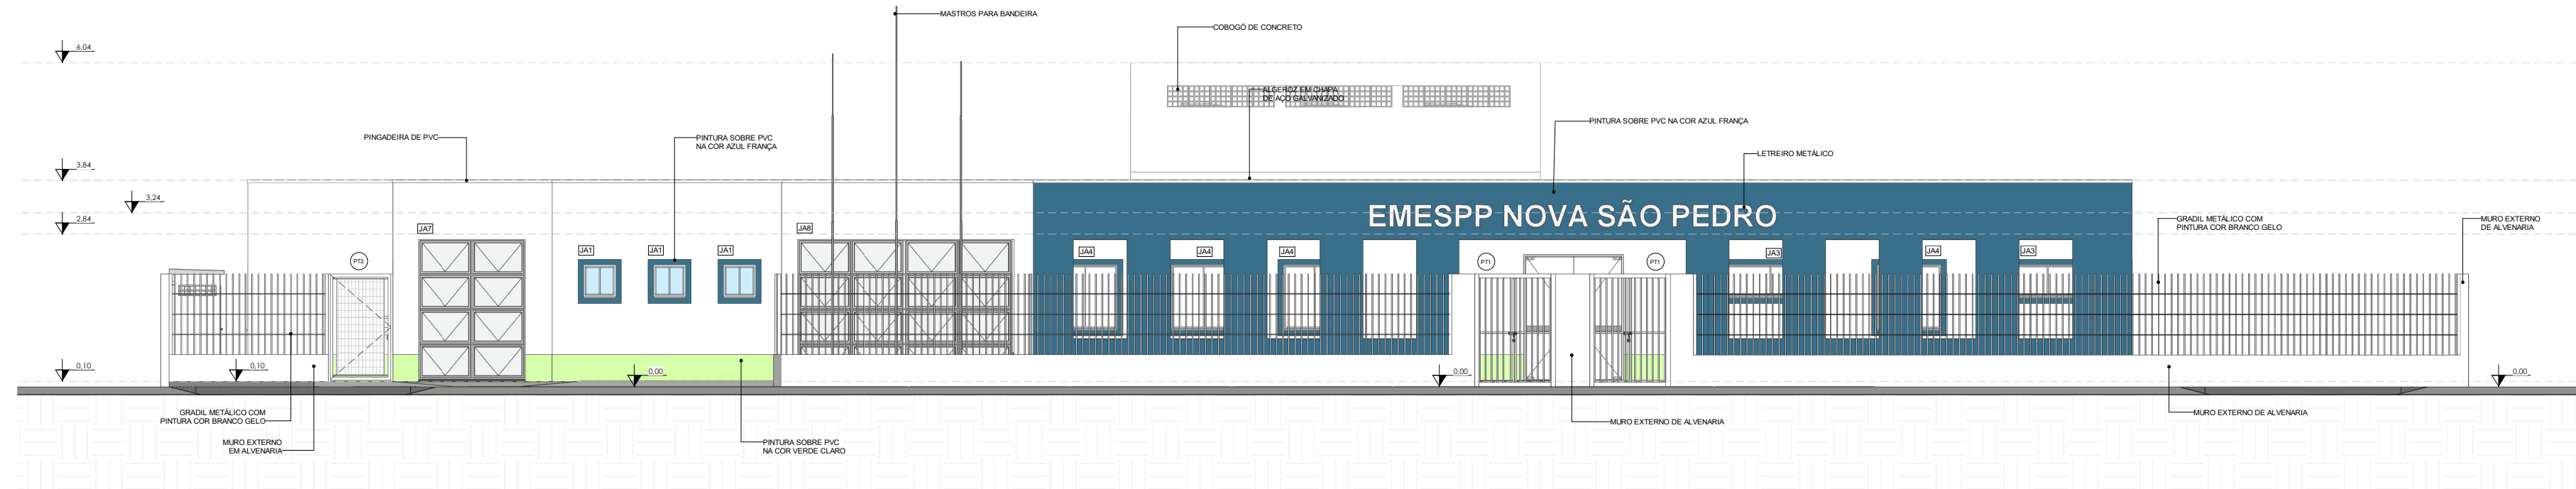 MASTROS PARA BANDEIRA
COBOGÓ DE CONCRETO
6,04
ALGEROZ EM CHAPA
DE AÇO GALVANIZADO
PINTURA SOBRE PVC NA COR AZUL FRANÇA
PINGADEIRA DE PVC
PINTURA SOBRE PVC
NA COR AZUL FRANÇA
LETREIRO METÁLICO
3,84
3,24
2,84
EMESPP NOVA SÃO PEDRO
GRADIL METÁLICO COM
PINTURA COR BRANCO GELO
MURO EXTERNO
DE ALVENARIA
JA7
JA8
JA1
JA1
JA1
JA4
JA4
JA4
JA3
JA4
JA3
PT2
PT1
PT1
0,10
0,10
0,00
0,00
0,00
GRADIL METÁLICO COM
PINTURA COR BRANCO GELO
MURO EXTERNO
EM ALVENARIA
PINTURA SOBRE PVC
NA COR VERDE CLARO
MURO EXTERNO DE ALVENARIA
MURO EXTERNO DE ALVENARIA